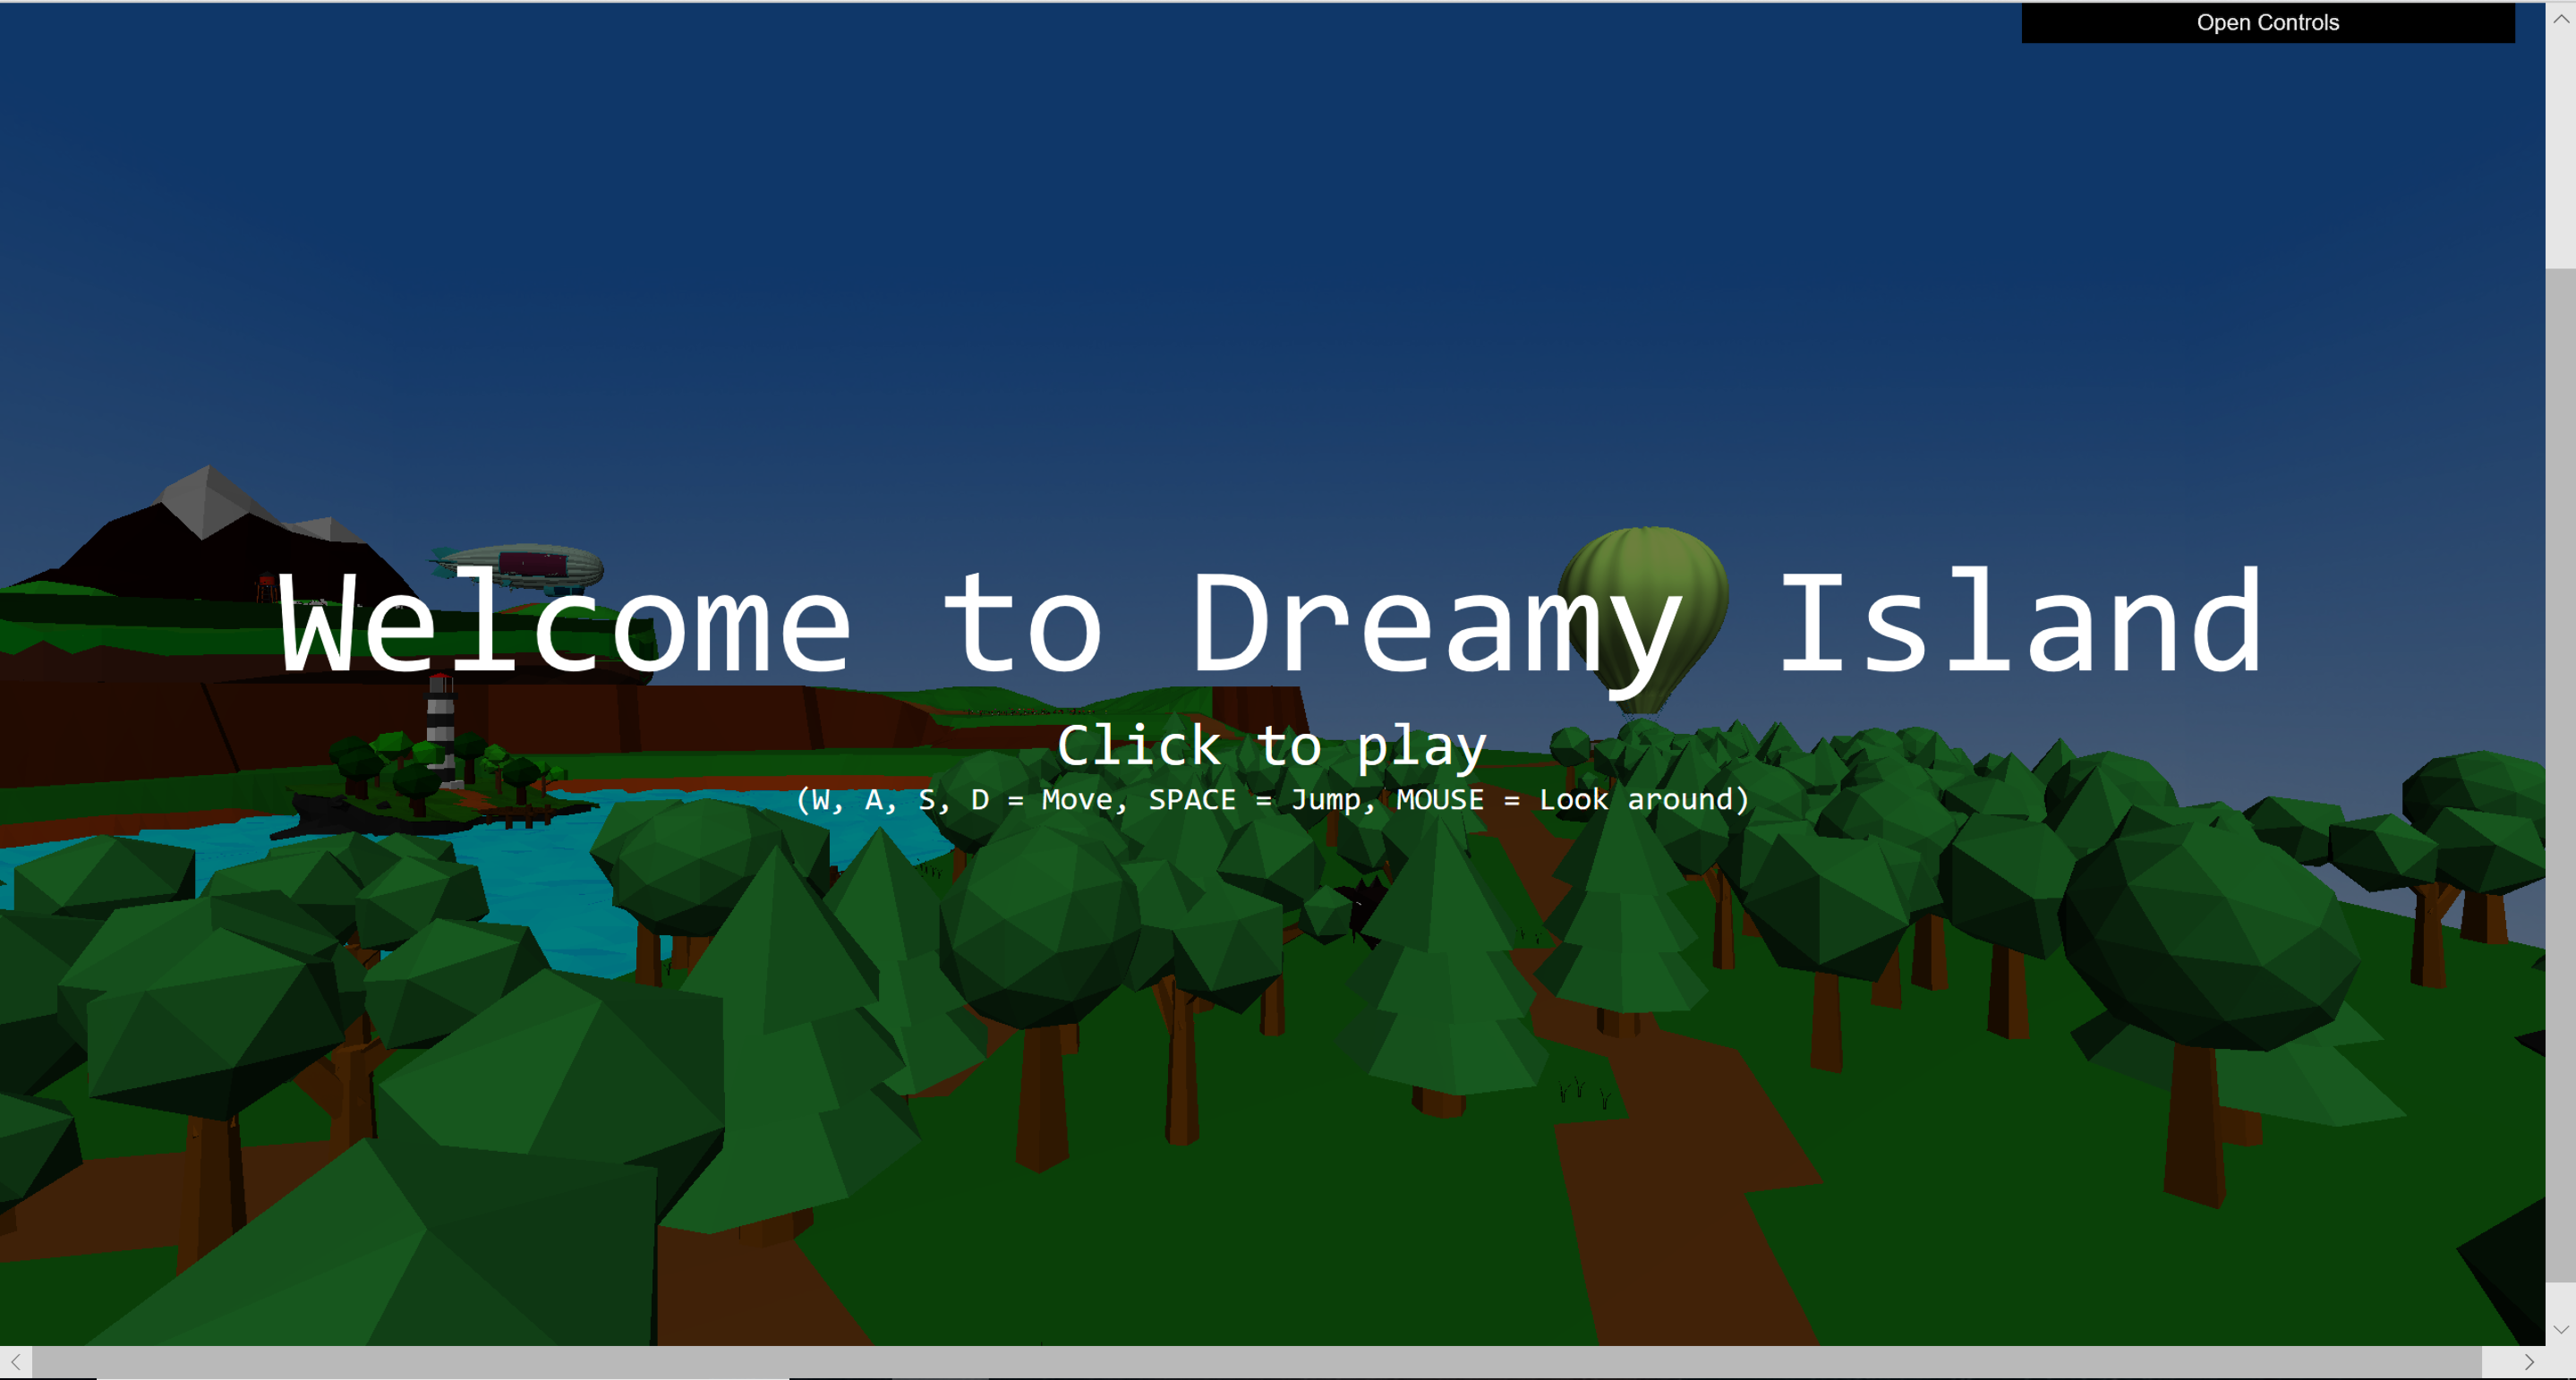 Open Controls
Welcome to Dreamy Island
Click to play
(W, A, S, D = Move, SPACE = Jump, MOUSE = Look around)